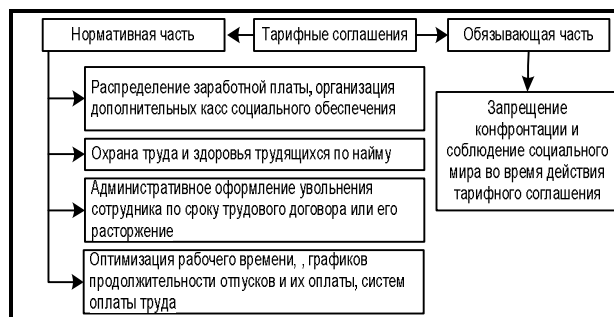 Нормативная часть
Тарифные соглашения
Обязывающая часть
Распределение заработной платы, организация
дополнительных касс социального обеспечения
Охрана труда и здоровья трудящихся по найму
Административное оформление увольнения
сотрудника по сроку трудового договора или его
расторжение
Оптимизация рабочего времени, , графиков
продолжительности отпусков и их оплаты, систем
оплаты труда
Запрещение
конфронтации и
соблюдение социального
мира во время действия
тарифного соглашения